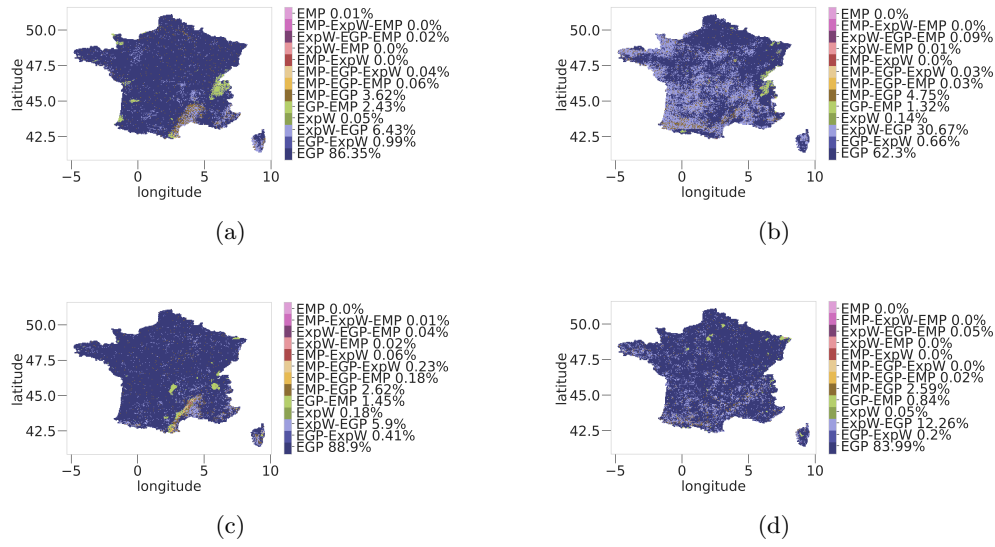 EMP 0.01%
EMP-ExpW-EMP 0.0%
ExpW-EGP-EMP 0.02%
ExpW-EMP 0.0%
EMP-ExpW 0.0%
EMP-EGP-ExpW 0.04%
EMP-EGP-EMP 0.06%
EMP-EGP 3.62%
EGP-EMP 2.43%
ExpW 0.05%
ExpW-EGP 6.43%
EGP-ExpW 0.99%
EGP 86.35%
latitude
50.0
47.5
45.0
42.5
−5 0 5 10
longitude
(a)
EMP 0.0%
EMP-ExpW-EMP 0.0%
ExpW-EGP-EMP 0.09%
ExpW-EMP 0.01%
EMP-ExpW 0.0%
EMP-EGP-ExpW 0.03%
EMP-EGP-EMP 0.03%
EMP-EGP 4.75%
EGP-EMP 1.32%
ExpW 0.14%
ExpW-EGP 30.67%
EGP-ExpW 0.66%
EGP 62.3%
latitude
50.0
47.5
45.0
42.5
−5 0 5 10
longitude
(b)
EMP 0.0%
EMP-ExpW-EMP 0.01%
ExpW-EGP-EMP 0.04%
ExpW-EMP 0.02%
EMP-ExpW 0.06%
EMP-EGP-ExpW 0.23%
EMP-EGP-EMP 0.18%
EMP-EGP 2.62%
EGP-EMP 1.45%
ExpW 0.18%
ExpW-EGP 5.9%
EGP-ExpW 0.41%
EGP 88.9%
latitude
50.0
47.5
45.0
42.5
−5 0 5 10
longitude
(c)
EMP 0.0%
EMP-ExpW-EMP 0.0%
ExpW-EGP-EMP 0.05%
ExpW-EMP 0.0%
EMP-ExpW 0.0%
EMP-EGP-ExpW 0.0%
EMP-EGP-EMP 0.02%
EMP-EGP 2.59%
EGP-EMP 0.84%
ExpW 0.05%
ExpW-EGP 12.26%
EGP-ExpW 0.2%
EGP 83.99%
latitude
50.0
47.5
45.0
42.5
−5 0 5 10
longitude
(d)